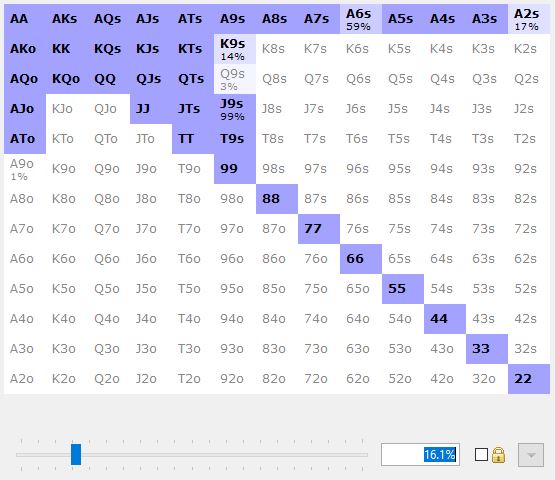 AA AKs AQs AJs ATs A9s A8s A7s A6s A5s A4s A3s A2s
59% 17%
AKo KK KQs KJs KTs K9s K8s K7s K6s K5s K4s K3s K2s
14%
AQo KQo QQ QJs QTs Q9s Q8s Q7s Q6s Q5s Q4s Q3s Q2s
3%
AJo KJo QJo JJ JTs J9s J8s J7s J6s J5s J4s J3s J2s
99%
ATo KTo QTo JTo TT T9s T8s T7s T6s T5s T4s T3s T2s
A9o K9o Q9o J9o T9o 99 98s 97s 96s 95s 94s 93s 92s
1%
A8o K8o Q8o J8o T8o 98o 88 87s 86s 85s 84s 83s 82s
A7o K7o Q7o J7o T7o 97o 87o 77 76s 75s 74s 73s 72s
A6o K6o Q6o J6o T6o 96o 86o 76o 66 65s 64s 63s 62s
A5o K5o Q5o J5o T5o 95o 85o 75o 65o 55 54s 53s 52s
A4o K4o Q4o J4o T4o 94o 84o 74o 64o 54o 44 43s 42s
A3o K3o Q3o J3o T3o 93o 83o 73o 63o 53o 43o 33 32s
A2o K2o Q2o J2o T2o 92o 82o 72o 62o 52o 42o 32o 22
16.1%